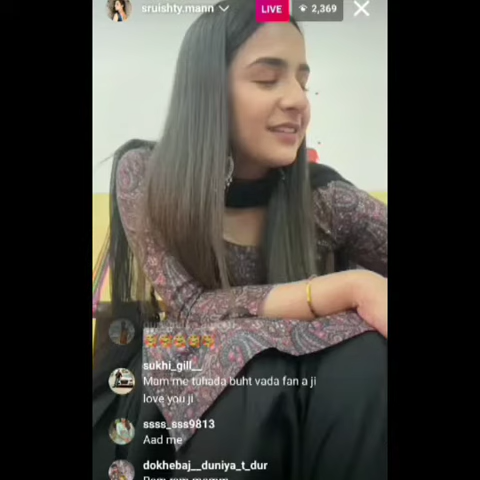 sruishty.mann
LIVE
2,369
sukhi_gill__
Mam me tuhada buht vada fan a ji
love you ji
ssss_sss9813
Aad me
dokhebaj__duniya_t_dur